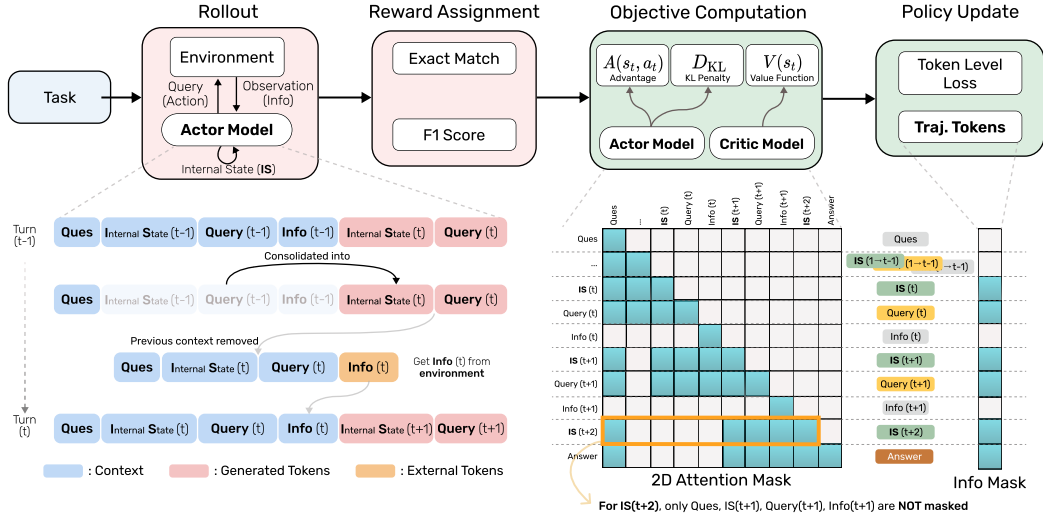 Rollout
Reward Assignment
Objective Computation
Policy Update
Task
Environment
Query
(Action)
Observation
(Info)
Actor Model
Internal State (IS)
Exact Match
F1 Score
A(s_t, a_t)
Advantage
D_KL
KL Penalty
V(s_t)
Value Function
Actor Model
Critic Model
Token Level
Loss
Traj. Tokens
Turn
(t-1)
Ques
Internal State (t-1)
Query (t-1)
Info (t-1)
Internal State (t)
Query (t)
Consolidated into
Ques
Internal State (t-1)
Query (t-1)
Info (t-1)
Internal State (t)
Query (t)
Previous context removed
Ques
Internal State (t)
Query (t)
Info (t)
Get Info (t) from
environment
Turn
(t)
Ques
Internal State (t)
Query (t)
Info (t)
Internal State (t+1)
Query (t+1)
: Context
: Generated Tokens
: External Tokens
Ques
...
IS (t)
Query (t)
Info (t)
IS (t+1)
Query (t+1)
Info (t+1)
IS (t+2)
Answer
Ques
...
IS (t)
Query (t)
Info (t)
IS (t+1)
Query (t+1)
Info (t+1)
IS (t+2)
Answer
2D Attention Mask
Ques
IS (1→t-1)
(1→t-1)
→t-1)
IS (t)
Query (t)
Info (t)
IS (t+1)
Query (t+1)
Info (t+1)
IS (t+2)
Answer
Info Mask
For IS(t+2), only Ques, IS(t+1), Query(t+1), Info(t+1) are NOT masked